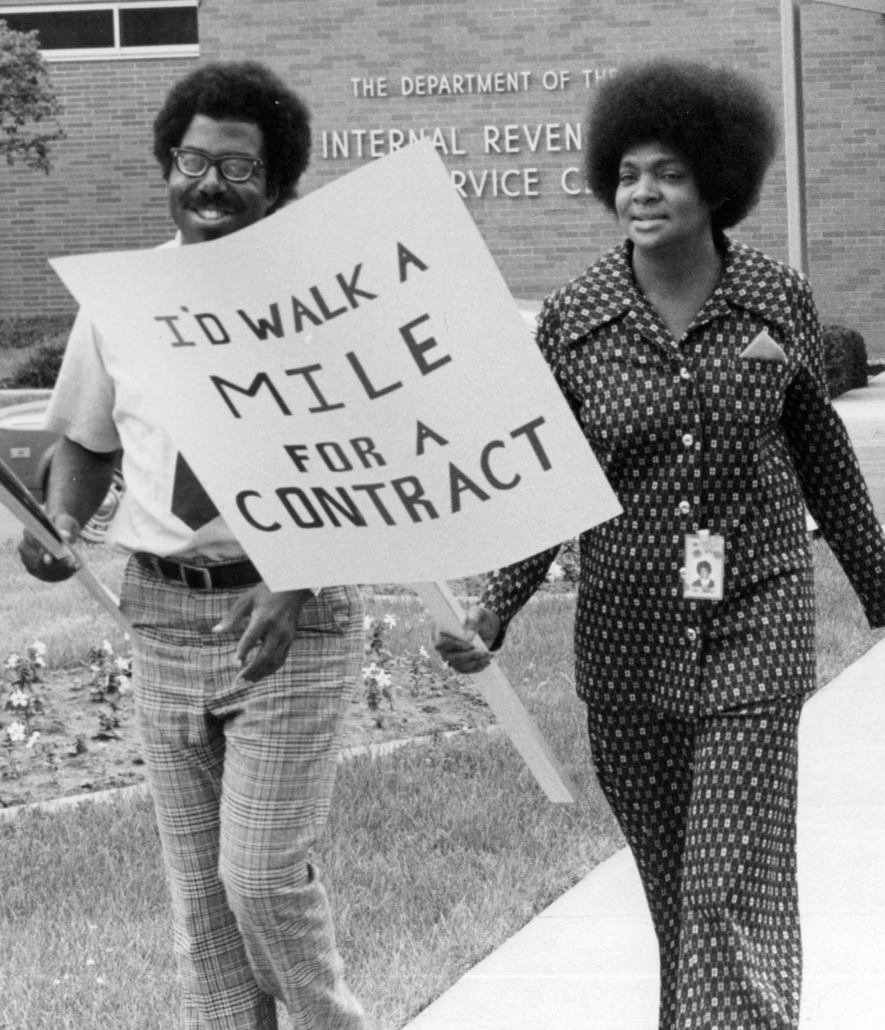 THE DEPARTMENT OF THE
INTERNAL REVEN
RVICE C
I'D WALK A
MILE
FOR A
CONTRACT